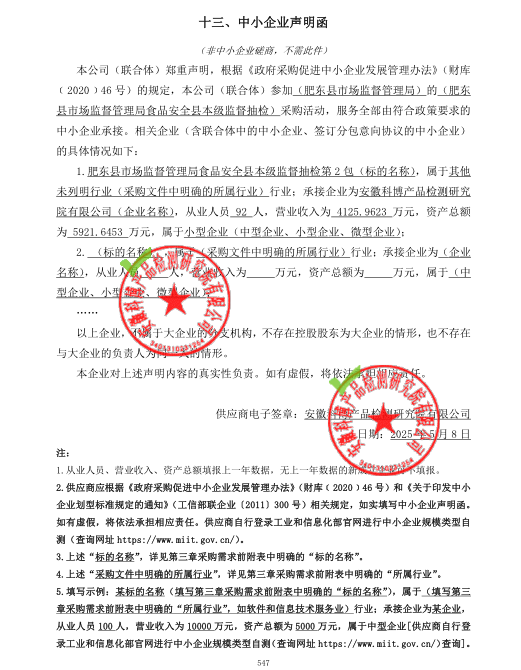 十三、中小企业声明函
（非中小企业磋商，不需此件）
本公司（联合体）郑重声明，根据《政府采购促进中小企业发展管理办法》（财库
﹝2020﹞46号）的规定，本公司（联合体）参加（肥东县市场监督管理局）的（肥东
县市场监督管理局食品安全县本级监督抽检）采购活动，服务全部由符合政策要求的
中小企业承接。相关企业（含联合体中的中小企业、签订分包意向协议的中小企业）
的具体情况如下：
1.肥东县市场监督管理局食品安全县本级监督抽检第2包（标的名称），属于其他
未列明行业（采购文件中明确的所属行业）行业；承接企业为安徽科博产品检测研究
院有限公司（企业名称），从业人员 92 人，营业收入为 4125.9623 万元，资产总额
为 5921.6453 万元，属于小型企业（中型企业、小型企业、微型企业）；
2. （标的名称），属于（采购文件中明确的所属行业）行业；承接企业为（企业
名称），从业人员 人，营业收入为 万元，资产总额为 万元，属于（中
型企业、小型企业、微型企业）
……
以上企业，不属于大企业的分支机构，不存在控股股东为大企业的情形，也不存在
与大企业的负责人为同一人的情形。
本企业对上述声明内容的真实性负责。如有虚假，将依法承担相应责任。
供应商电子签章：安徽科博产品检测研究院有限公司
日期：2025年5月8日
注：
1.从业人员、营业收入、资产总额填报上一年数据，无上一年数据的新成立企业可不填报。
2.供应商应根据《政府采购促进中小企业发展管理办法》（财库﹝2020﹞46号）和《关于印发中小
企业划型标准规定的通知》（工信部联企业〔2011〕300号）相关规定，如实填写中小企业声明函。
如有虚假，将依法承担相应责任。供应商自行登录工业和信息化部官网进行中小企业规模类型自
测（查询网址https://www.miit.gov.cn/）。
3.上述“标的名称”，详见第三章采购需求前附表中明确的“标的名称”。
4.上述“采购文件中明确的所属行业”，详见第三章采购需求前附表中明确的“所属行业”。
5.填写示例：某标的名称（填写第三章采购需求前附表中明确的“标的名称”），属于（填写第三
章采购需求前附表中明确的“所属行业”，如软件和信息技术服务业）行业；承接企业为某企业，
从业人员100人，营业收入为10000万元，资产总额为5000万元，属于中型企业[供应商自行登
录工业和信息化部官网进行中小企业规模类型自测（查询网址https://www.miit.gov.cn/）查询]。
547